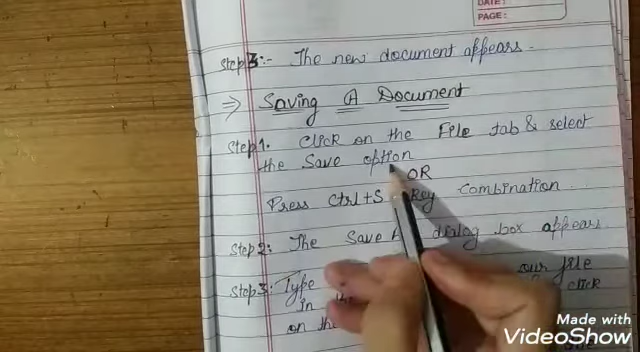 DATE:
PAGE:
Step 3:- The new document appears.
⇒ Saving A Document
Step 1. Click on the File tab & select
the Save option
OR
Press Ctrl+S Key combination.
Step 2: The Save A dialog box appears
Step 3: Type our file
in click
on the
Made with
VideoShow